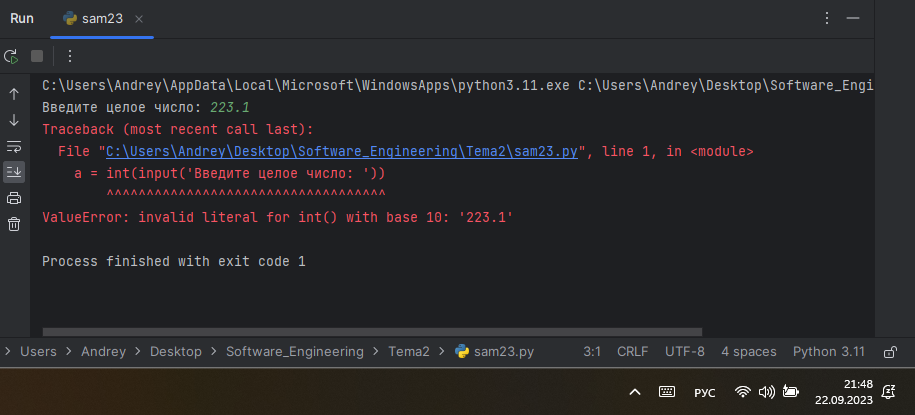 Run sam23
C:\Users\Andrey\AppData\Local\Microsoft\WindowsApps\python3.11.exe C:\Users\Andrey\Desktop\Software_Engi
Введите целое число: 223.1
Traceback (most recent call last):
File "C:\Users\Andrey\Desktop\Software_Engineering\Tema2\sam23.py", line 1, in <module>
a = int(input('Введите целое число: '))
^^^^^^^^^^^^^^^^^^^^^^^^^^^^^^^^^^^
ValueError: invalid literal for int() with base 10: '223.1'
Process finished with exit code 1
> Users > Andrey > Desktop > Software_Engineering > Tema2 > sam23.py 3:1 CRLF UTF-8 4 spaces Python 3.11
РУС 21:48
22.09.2023